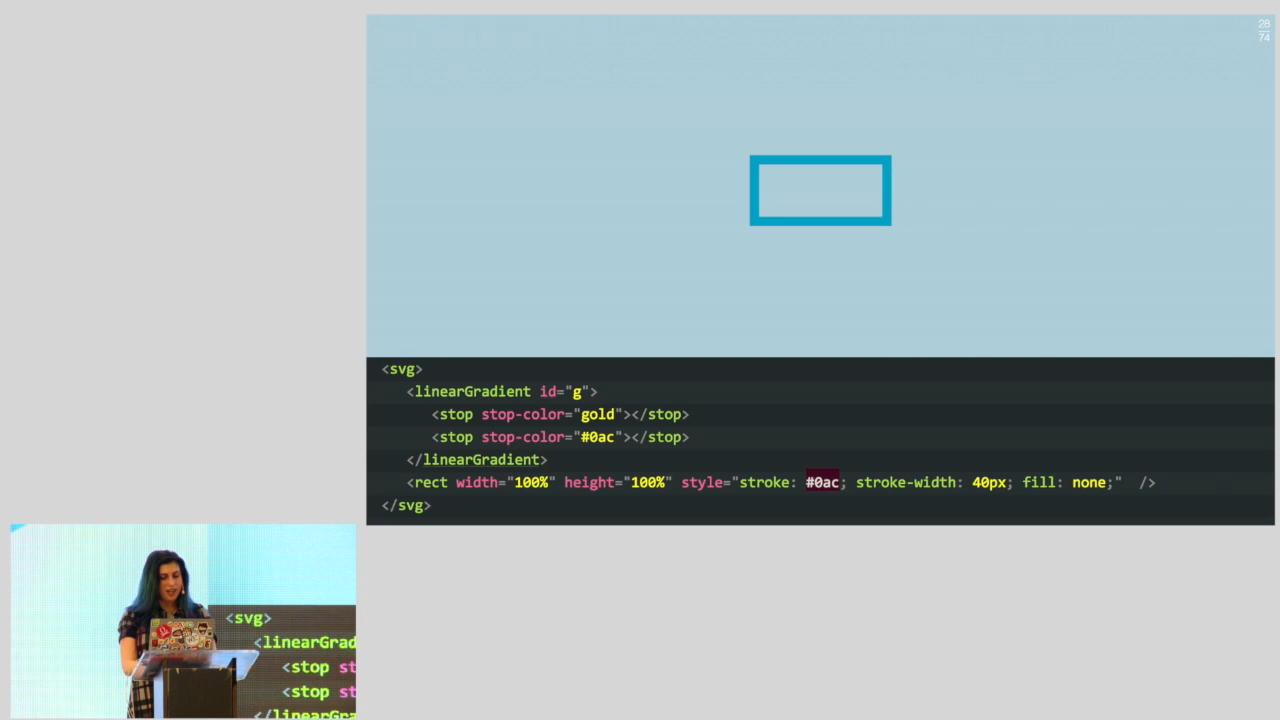 28
74
<svg>
<linearGradient id="g">
<stop stop-color="gold"></stop>
<stop stop-color="#0ac"></stop>
</linearGradient>
<rect width="100%" height="100%" style="stroke: #0ac; stroke-width: 40px; fill: none;" />
</svg>
<svg>
<linearGrad
<stop st
<stop st
</linearGra